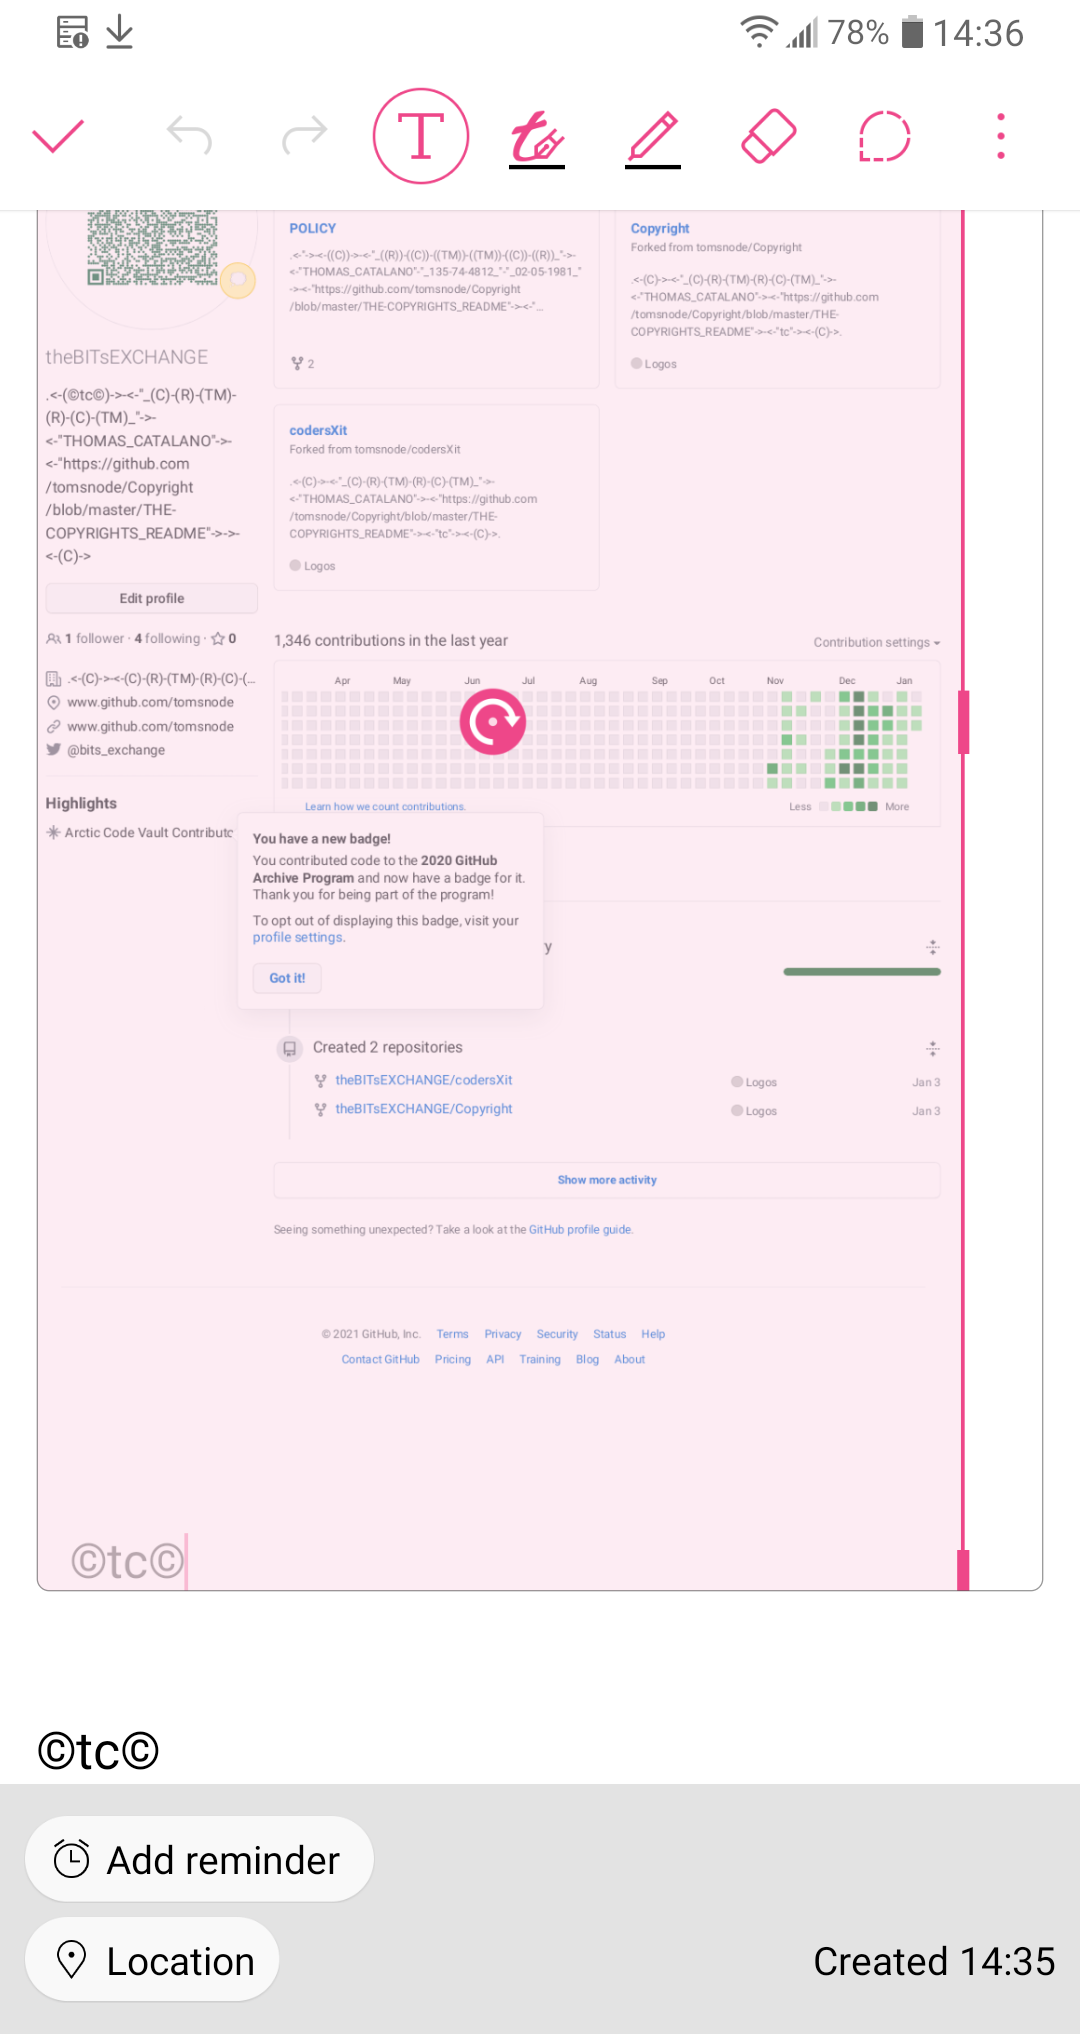 78% 14:36
T
POLICY
.<-"->-<-((C))->-<-"_((R))-((C))-((TM))-((TM))-((C))-((R))_"->-
<-"THOMAS_CATALANO"-"_135-74-4812_"-"_02-05-1981_"
->-<-"https://github.com/tomsnode/Copyright
/blob/master/THE-COPYRIGHTS_README"->-<-"...
2
Copyright
Forked from tomsnode/Copyright
.<-(C)->-<-"_(C)-(R)-(TM)-(R)-(C)-(TM)_"->-
<-"THOMAS_CATALANO"->-<-"https://github.com
/tomsnode/Copyright/blob/master/THE-
COPYRIGHTS_README"->-<-"tc"->-<-(C)->.
Logos
theBITsEXCHANGE
.<-(©tc©)->-<-"_(C)-(R)-(TM)-
(R)-(C)-(TM)_"->-
<-"THOMAS_CATALANO"->-
<-"https://github.com
/tomsnode/Copyright
/blob/master/THE-
COPYRIGHTS_README"->->-
<-(C)->
Edit profile
1 follower · 4 following · 0
.<-(C)->-<-(C)-(R)-(TM)-(R)-(C)-(...
www.github.com/tomsnode
www.github.com/tomsnode
@bits_exchange
Highlights
Arctic Code Vault Contributo
codersXit
Forked from tomsnode/codersXit
.<-(C)->-<-"_(C)-(R)-(TM)-(R)-(C)-(TM)_"->-
<-"THOMAS_CATALANO"->-<-"https://github.com
/tomsnode/Copyright/blob/master/THE-
COPYRIGHTS_README"->-<-"tc"->-<-(C)->.
Logos
1,346 contributions in the last year
Contribution settings
Apr May Jun Jul Aug Sep Oct Nov Dec Jan
Learn how we count contributions.
Less More
You have a new badge!
You contributed code to the 2020 GitHub
Archive Program and now have a badge for it.
Thank you for being part of the program!
To opt out of displaying this badge, visit your
profile settings.
Got it!
y
Created 2 repositories
theBITsEXCHANGE/codersXit Logos Jan 3
theBITsEXCHANGE/Copyright Logos Jan 3
Show more activity
Seeing something unexpected? Take a look at the GitHub profile guide.
© 2021 GitHub, Inc. Terms Privacy Security Status Help
Contact GitHub Pricing API Training Blog About
©tc©
©tc©
Add reminder
Location
Created 14:35